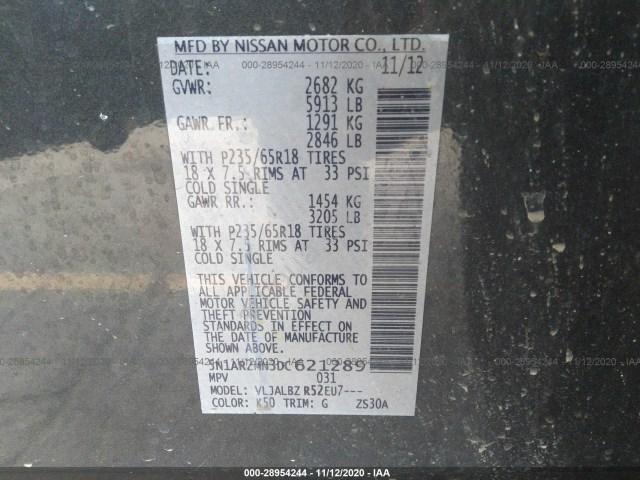 MFD BY NISSAN MOTOR CO., LTD.
DATE: 11/12
GVWR: 2682 KG
5913 LB
GAWR FR.: 1291 KG
2846 LB
WITH P235/65R18 TIRES
18 X 7.5 RIMS AT 33 PSI
COLD SINGLE
GAWR RR.: 1454 KG
3205 LB
WITH P235/65R18 TIRES
18 X 7.5 RIMS AT 33 PSI
COLD SINGLE
THIS VEHICLE CONFORMS TO
ALL APPLICABLE FEDERAL
MOTOR VEHICLE SAFETY AND
THEFT PREVENTION
STANDARDS IN EFFECT ON
THE DATE OF MANUFACTURE
SHOWN ABOVE.
5N1AR2MN3DC621289
MPV 031
MODEL: VLJALBZ R52EU7---
COLOR: K50 TRIM: G ZS30A
000-28954244 - 11/12/2020 - IAA